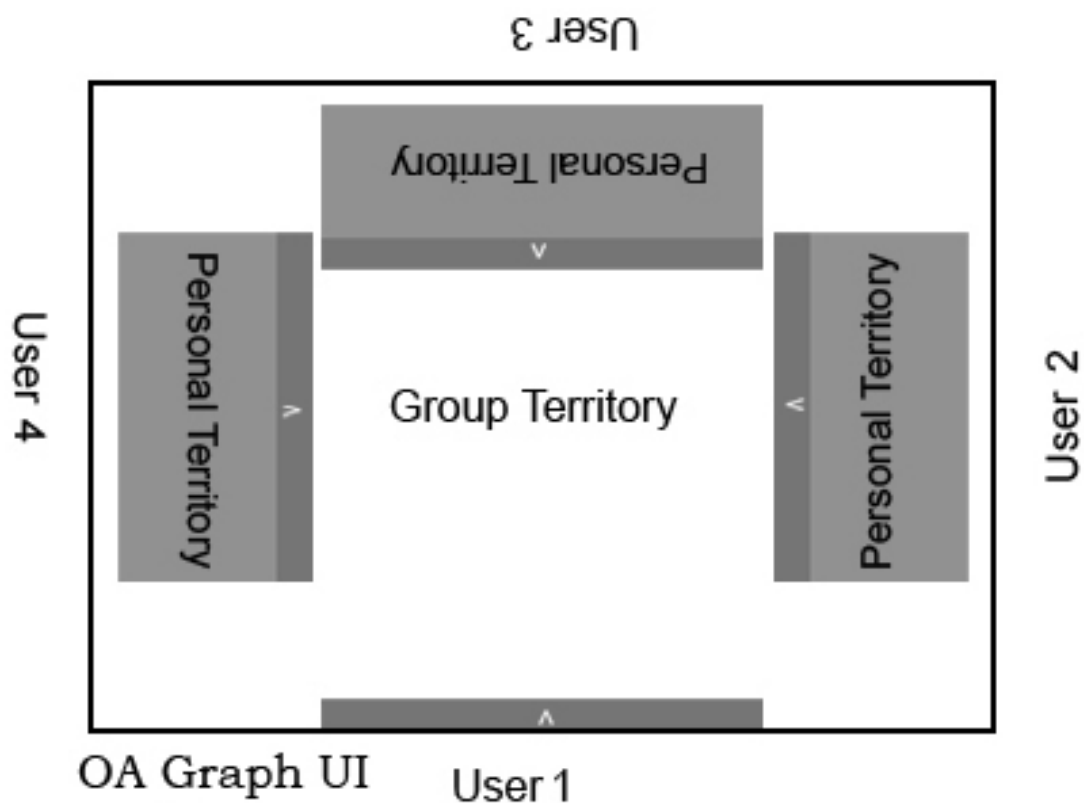 User 3
Personal Territory
Personal Territory
Personal Territory
User 4
Group Territory
User 2
OA Graph UI
User 1